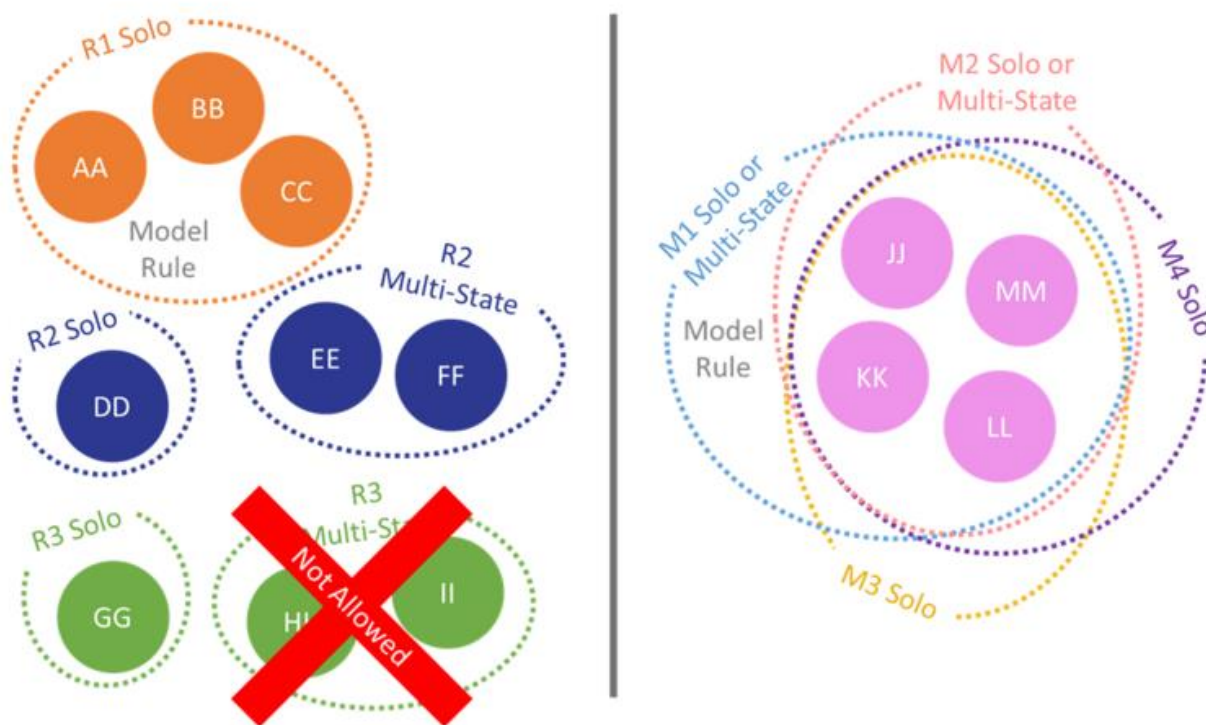 R1 Solo
BB
AA
CC
Model
Rule
R2
Multi-State
R2 Solo
EE
FF
DD
R3
R3 Solo
Not Allowed
II
GG
M2 Solo or
Multi-State
M1 Solo or
Multi-State
M4 Solo
JJ
MM
Model
Rule
KK
LL
M3 Solo